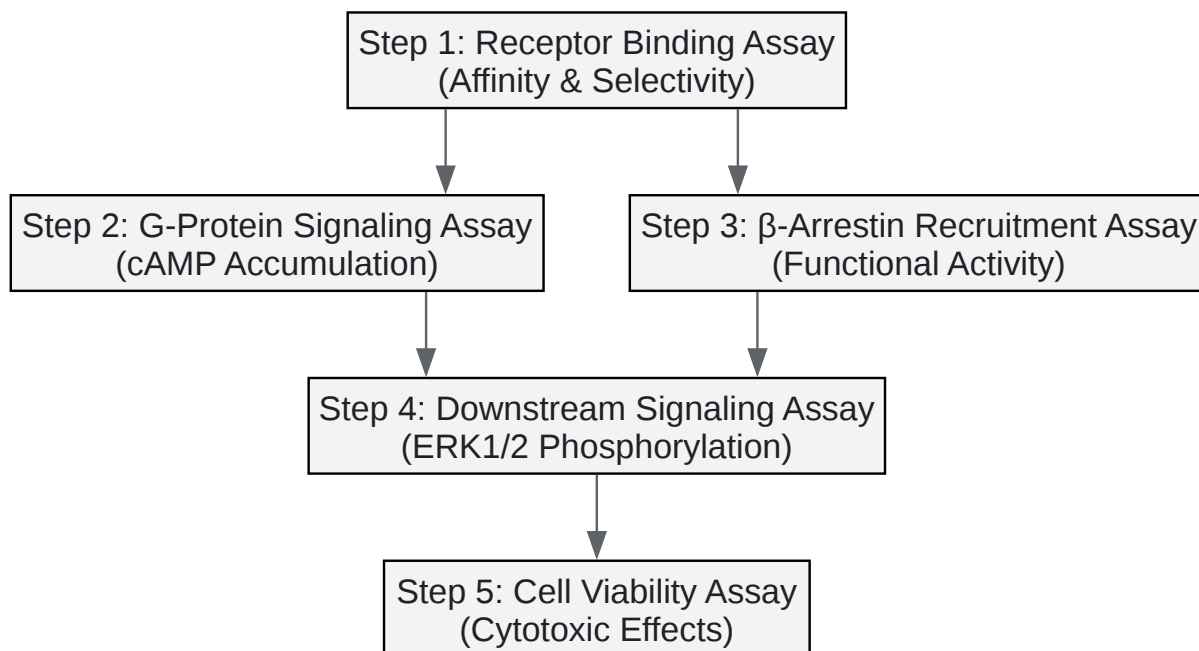 Step 1: Receptor Binding Assay
(Affinity & Selectivity)
Step 2: G-Protein Signaling Assay
(cAMP Accumulation)
Step 3: β-Arrestin Recruitment Assay
(Functional Activity)
Step 4: Downstream Signaling Assay
(ERK1/2 Phosphorylation)
Step 5: Cell Viability Assay
(Cytotoxic Effects)